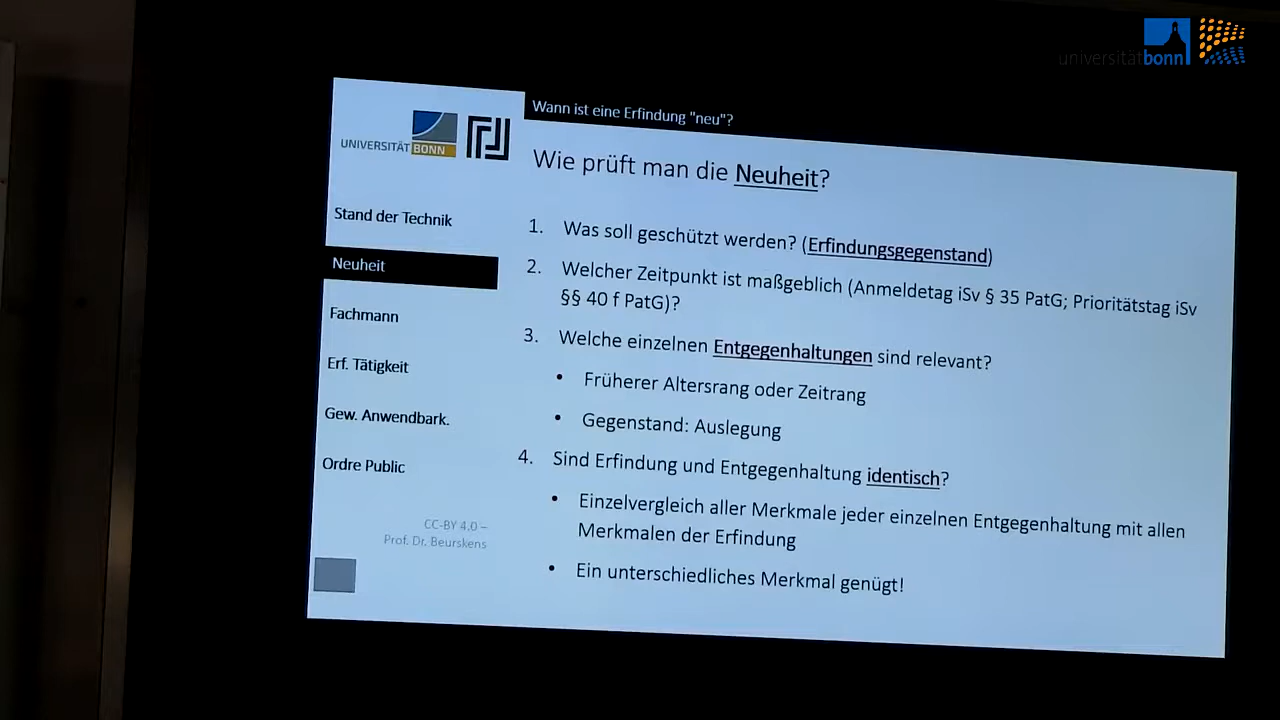 universitätbonn
Wann ist eine Erfindung "neu"?
UNIVERSITÄT BONN
Wie prüft man die Neuheit?
Stand der Technik
Neuheit
Fachmann
Erf. Tätigkeit
Gew. Anwendbark.
Ordre Public
CC-BY 4.0 –
Prof. Dr. Beurskens
1. Was soll geschützt werden? (Erfindungsgegenstand)
2. Welcher Zeitpunkt ist maßgeblich (Anmeldetag iSv § 35 PatG; Prioritätstag iSv
§§ 40 f PatG)?
3. Welche einzelnen Entgegenhaltungen sind relevant?
• Früherer Altersrang oder Zeitrang
• Gegenstand: Auslegung
4. Sind Erfindung und Entgegenhaltung identisch?
• Einzelvergleich aller Merkmale jeder einzelnen Entgegenhaltung mit allen
Merkmalen der Erfindung
• Ein unterschiedliches Merkmal genügt!